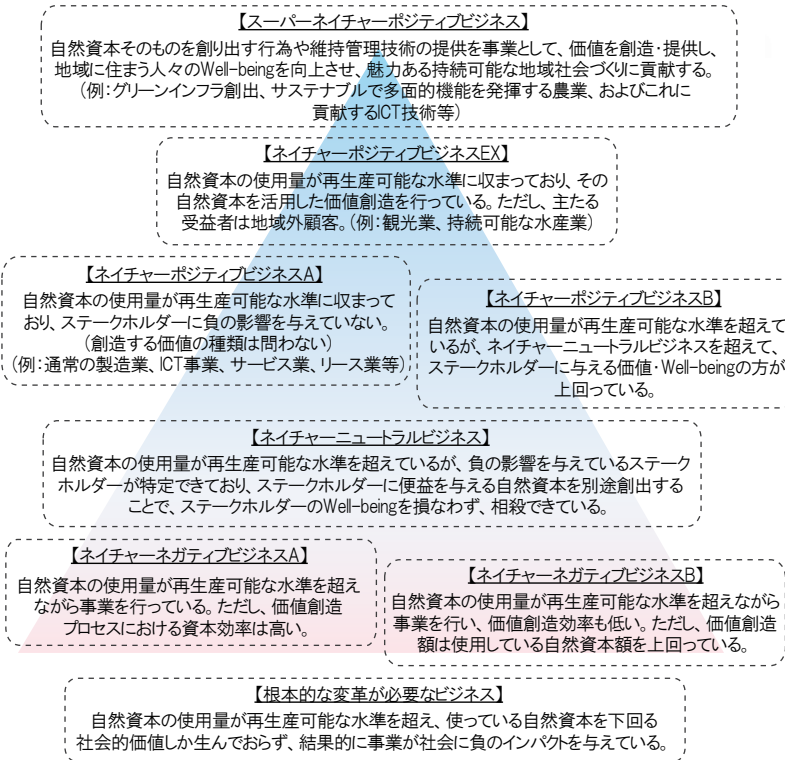 【スーパーネイチャーポジティブビジネス】
自然資本そのものを創り出す行為や維持管理技術の提供を事業として、価値を創造・提供し、
地域に住まう人々のWell-beingを向上させ、魅力ある持続可能な地域社会づくりに貢献する。
（例：グリーンインフラ創出、サステナブルで多面的機能を発揮する農業、およびこれに
貢献するICT技術等）
【ネイチャーポジティブビジネスEX】
自然資本の使用量が再生産可能な水準に収まっており、その
自然資本を活用した価値創造を行っている。ただし、主たる
受益者は地域外顧客。（例：観光業、持続可能な水産業）
【ネイチャーポジティブビジネスA】
自然資本の使用量が再生産可能な水準に収まって
おり、ステークホルダーに負の影響を与えていない。
（創造する価値の種類は問わない）
（例：通常の製造業、ICT事業、サービス業、リース業等）
【ネイチャーポジティブビジネスB】
自然資本の使用量が再生産可能な水準を超えて
いるが、ネイチャーニュートラルビジネスを超えて、
ステークホルダーに与える価値・Well-beingの方が
上回っている。
【ネイチャーニュートラルビジネス】
自然資本の使用量が再生産可能な水準を超えているが、負の影響を与えているステーク
ホルダーが特定できており、ステークホルダーに便益を与える自然資本を別途創出する
ことで、ステークホルダーのWell-beingを損なわず、相殺できている。
【ネイチャーネガティブビジネスA】
自然資本の使用量が再生産可能な水準を超え
ながら事業を行っている。ただし、価値創造
プロセスにおける資本効率は高い。
【ネイチャーネガティブビジネスB】
自然資本の使用量が再生産可能な水準を超えながら
事業を行い、価値創造効率も低い。ただし、価値創造
額は使用している自然資本額を上回っている。
【根本的な変革が必要なビジネス】
自然資本の使用量が再生産可能な水準を超え、使っている自然資本を下回る
社会的価値しか生んでおらず、結果的に事業が社会に負のインパクトを与えている。